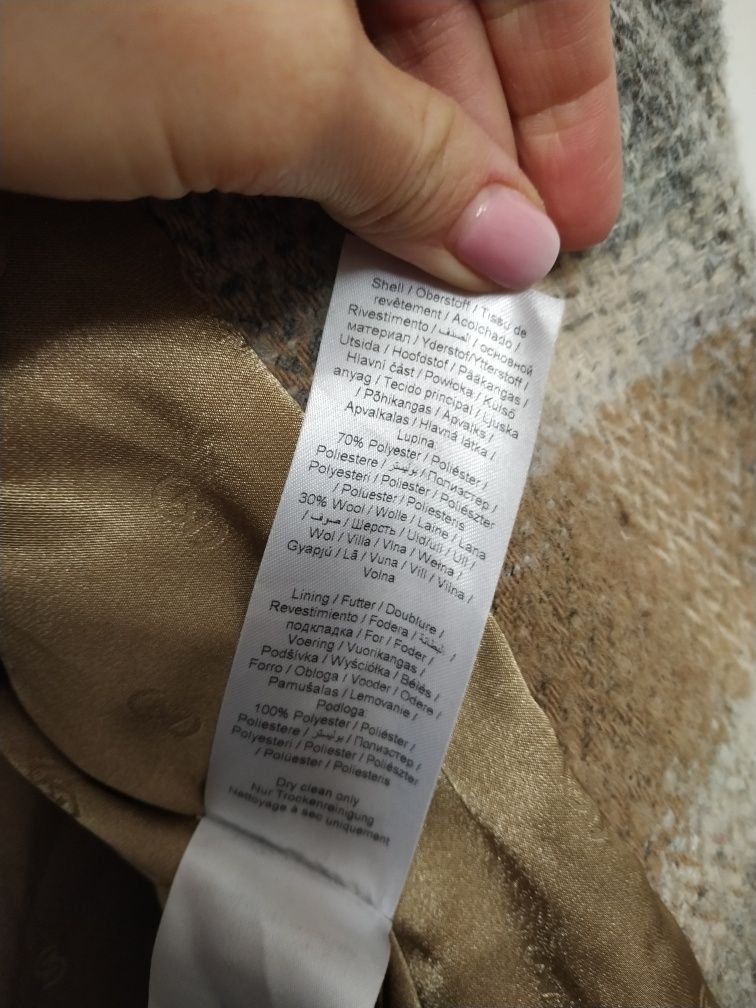 Shell / Oberstoff / Tissu de
revêtement / Acolchado /
Rivestimento / الصنف / основной
материал / Yderstof/Ytterstoff /
Utsida / Hoofdstof / Pääkangas /
Hlavní část / Powłoka / Külső
anyag / Tecido principal / Ljuska
/ Põhikangas / Apvalks /
Apvalkalas / Hlavná látka /
Lupina
70% Polyester / Poliéster /
Poliestere / بوليستر / Полиэстер /
Polyesteri / Poliester / Poliészter
/ Poluester / Poliesteris
30% Wool / Wolle / Laine / Lana
/ صوف / Шерсть / Uld/ull / Ull /
Wol / Villa / Vlna / Wełna /
Gyapjú / Lã / Vuna / Vill / Vilna /
Volna
Lining / Futter / Doublure /
Revestimiento / Fodera / البطانة /
подкладка / For / Foder /
Voering / Vuorikangas /
Podšívka / Wyściółka / Bélés /
Forro / Obloga / Vooder / Odere /
Pamušalas / Lemovanie /
Podloga
100% Polyester / Poliéster /
Poliestere / بوليستر / Полиэстер /
Polyesteri / Poliester / Poliészter
/ Polüester / Poliesteris
Dry clean only
Nur Trockenreinigung
Nettoyage à sec uniquement